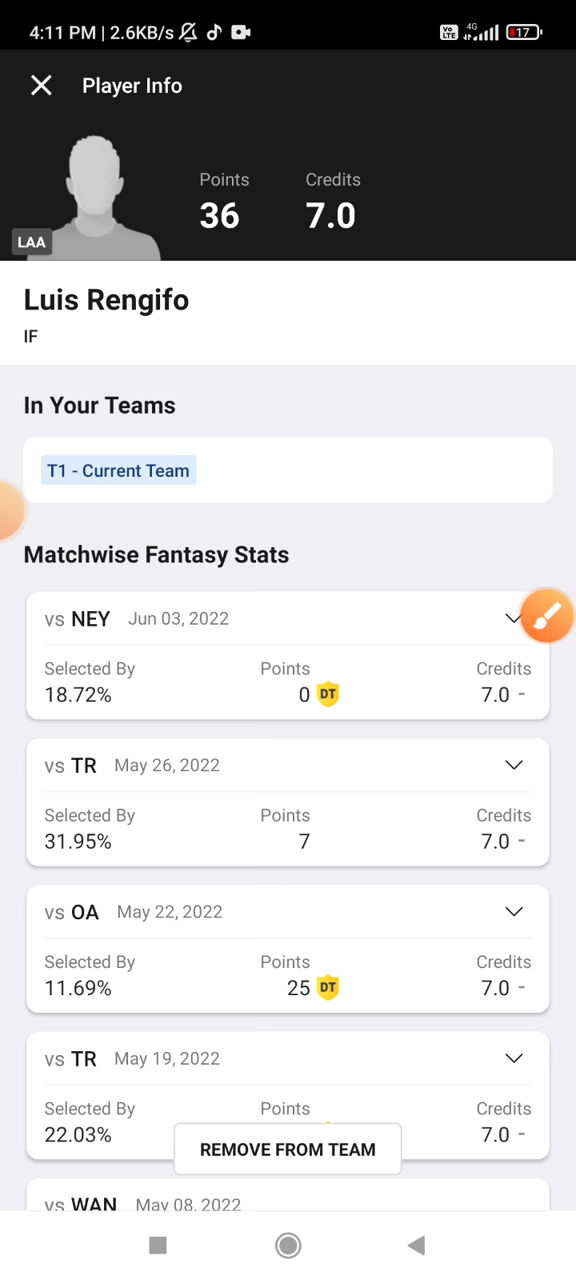 4:11 PM | 2.6KB/s
Vo LTE 4G 17
Player Info
Points Credits
36 7.0
LAA
Luis Rengifo
IF
In Your Teams
T1 - Current Team
Matchwise Fantasy Stats
vs NEY Jun 03, 2022
Selected By Points Credits
18.72% 0 DT 7.0 -
vs TR May 26, 2022
Selected By Points Credits
31.95% 7 7.0 -
vs OA May 22, 2022
Selected By Points Credits
11.69% 25 DT 7.0 -
vs TR May 19, 2022
Selected By Points Credits
22.03% 7.0 -
REMOVE FROM TEAM
vs WAN May 08, 2022